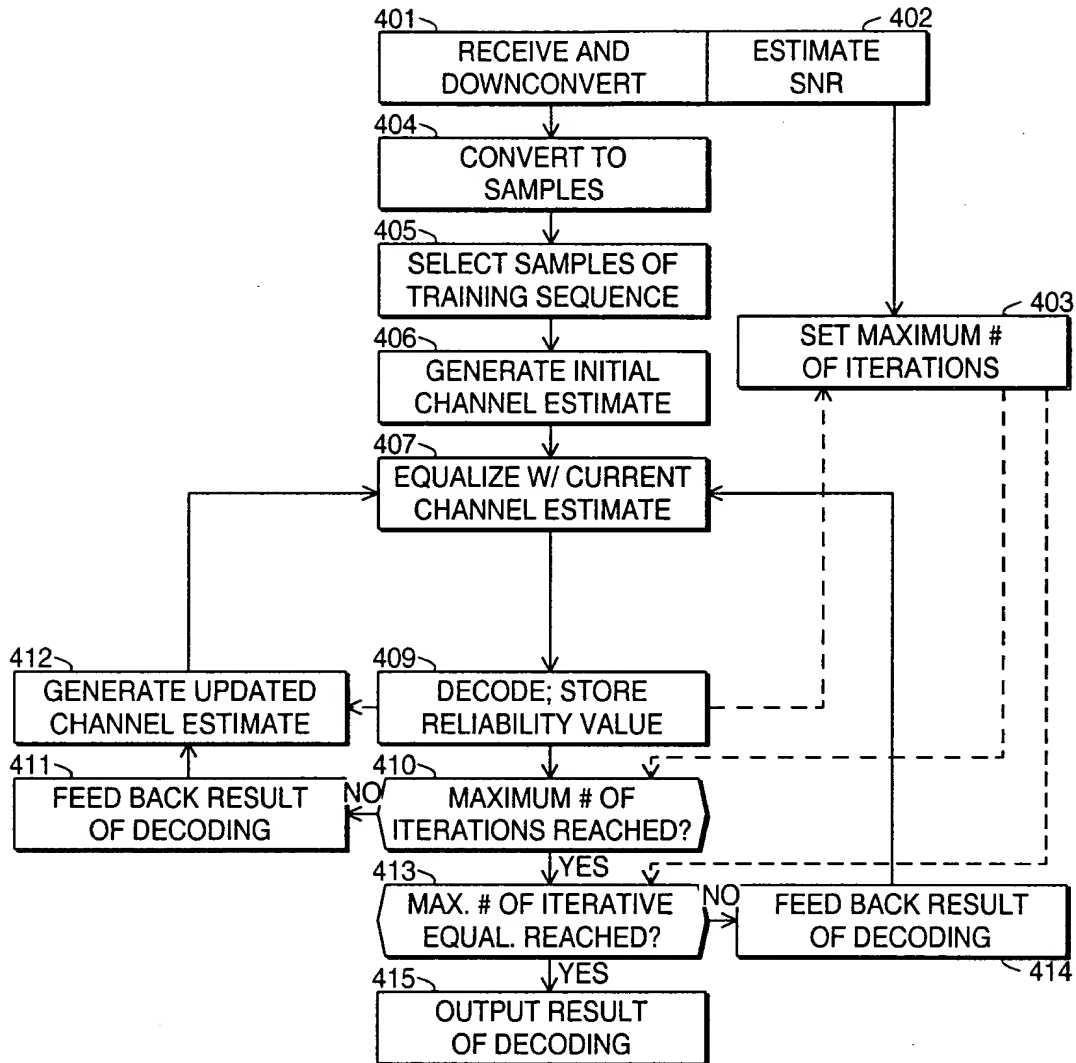 401
402
RECEIVE AND
DOWNCONVERT
ESTIMATE
SNR
404
CONVERT TO
SAMPLES
405
SELECT SAMPLES OF
TRAINING SEQUENCE
403
SET MAXIMUM #
OF ITERATIONS
406
GENERATE INITIAL
CHANNEL ESTIMATE
407
EQUALIZE W/ CURRENT
CHANNEL ESTIMATE
412
GENERATE UPDATED
CHANNEL ESTIMATE
409
DECODE; STORE
RELIABILITY VALUE
411
FEED BACK RESULT
OF DECODING
NO
410
MAXIMUM # OF
ITERATIONS REACHED?
YES
413
MAX. # OF ITERATIVE
EQUAL. REACHED?
NO
FEED BACK RESULT
OF DECODING
414
YES
415
OUTPUT RESULT
OF DECODING